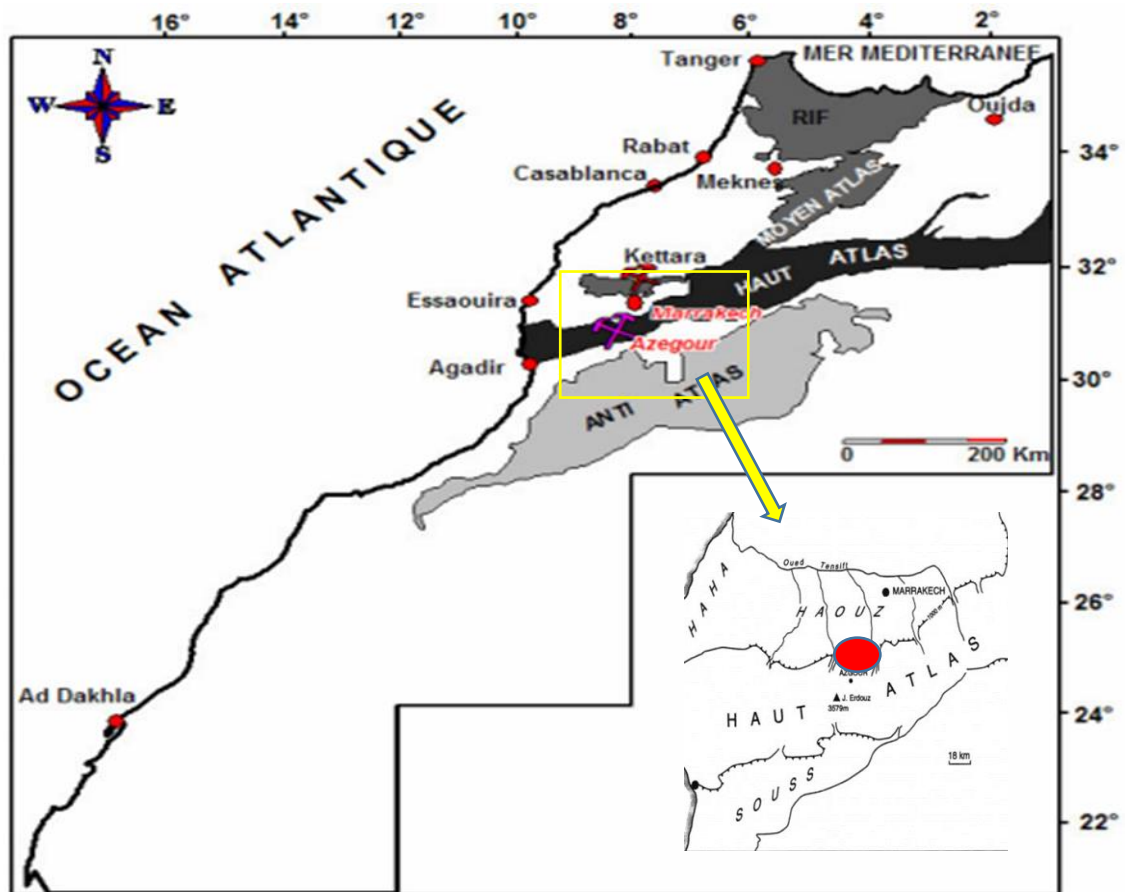 16° 14° 12° 10° 8° 6° 4° 2°
N
W E
S
Tanger
MER MEDITERRANEE
Oujda
RIF
34°
Rabat
Casablanca
Meknes
MOYEN ATLAS
OCEAN ATLANTIQUE
Kettara
HAUT ATLAS
32°
Essaouira
Marrakech
Azegour
Agadir
30°
ANTI ATLAS
0 200 Km
28°
26°
24°
22°
Ad Dakhla
Oued Tensift
HAHA
MARRAKECH
HAOUZ
1000 m
J. Erdouz
3579m
HAUT ATLAS
18 km
SOUSS